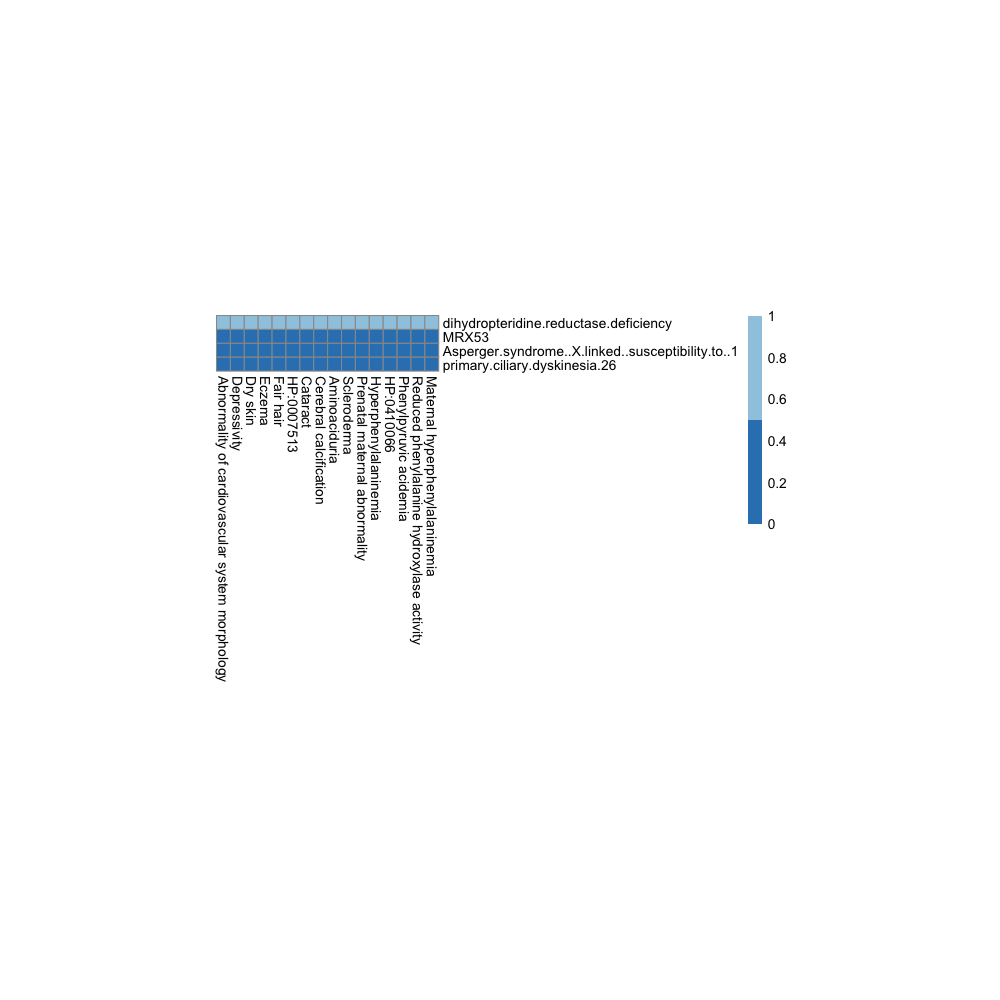 dihydropteridine.reductase.deficiency
MRX53
Asperger.syndrome..X.linked..susceptibility.to..1
primary.ciliary.dyskinesia.26
1
0.8
0.6
0.4
0.2
0
Abnormality of cardiovascular system morphology
Depressivity
Dry skin
Eczema
Fair hair
HP:0007513
Cataract
Cerebral calcification
Aminoaciduria
Scleroderma
Prenatal maternal abnormality
Hyperphenylalaninemia
HP:0410066
Phenylpyruvic acidemia
Reduced phenylalanine hydroxylase activity
Maternal hyperphenylalaninemia